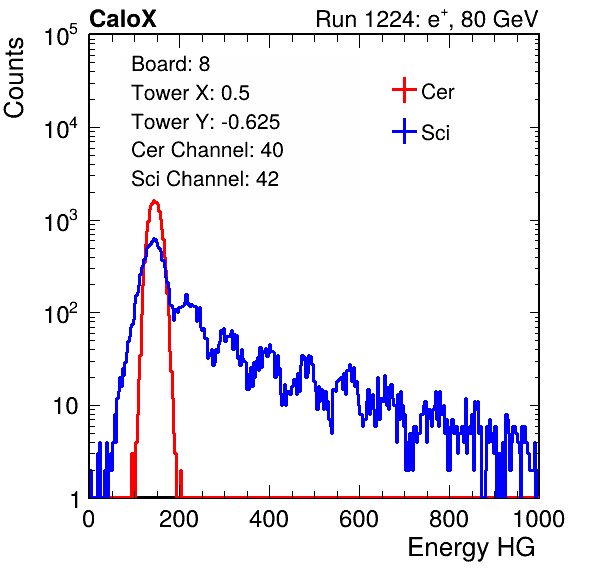 CaloX Run 1224: e⁺, 80 GeV
Counts
Board: 8
Tower X: 0.5
Tower Y: -0.625
Cer Channel: 40
Sci Channel: 42
Cer
Sci
10⁵
10⁴
10³
10²
10
1
0 200 400 600 800 1000
Energy HG